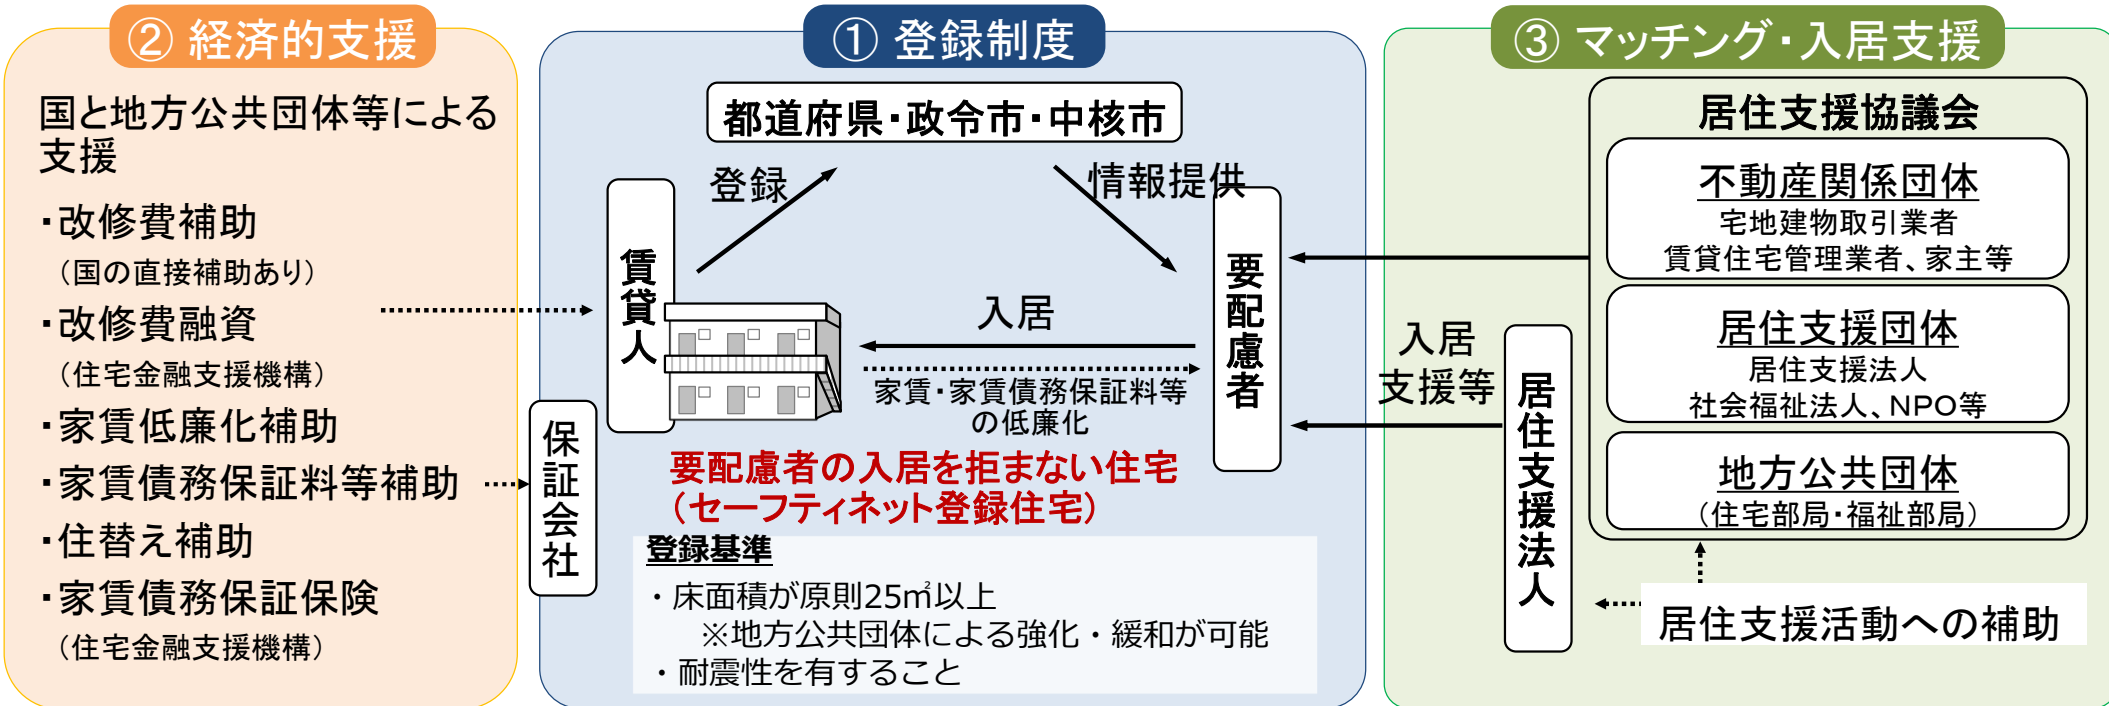 ② 経済的支援
国と地方公共団体等による
支援
・改修費補助
（国の直接補助あり）
・改修費融資
（住宅金融支援機構）
・家賃低廉化補助
・家賃債務保証料等補助
・住替え補助
・家賃債務保証保険
（住宅金融支援機構）
① 登録制度
都道府県・政令市・中核市
登録
情報提供
賃貸人
要配慮者
入居
家賃・家賃債務保証料等
の低廉化
保証会社
要配慮者の入居を拒まない住宅
（セーフティネット登録住宅）
登録基準
・床面積が原則25㎡以上
※地方公共団体による強化・緩和が可能
・耐震性を有すること
③ マッチング・入居支援
居住支援協議会
不動産関係団体
宅地建物取引業者
賃貸住宅管理業者、家主等
居住支援団体
居住支援法人
社会福祉法人、NPO等
地方公共団体
（住宅部局・福祉部局）
入居
支援等
居住支援法人
居住支援活動への補助